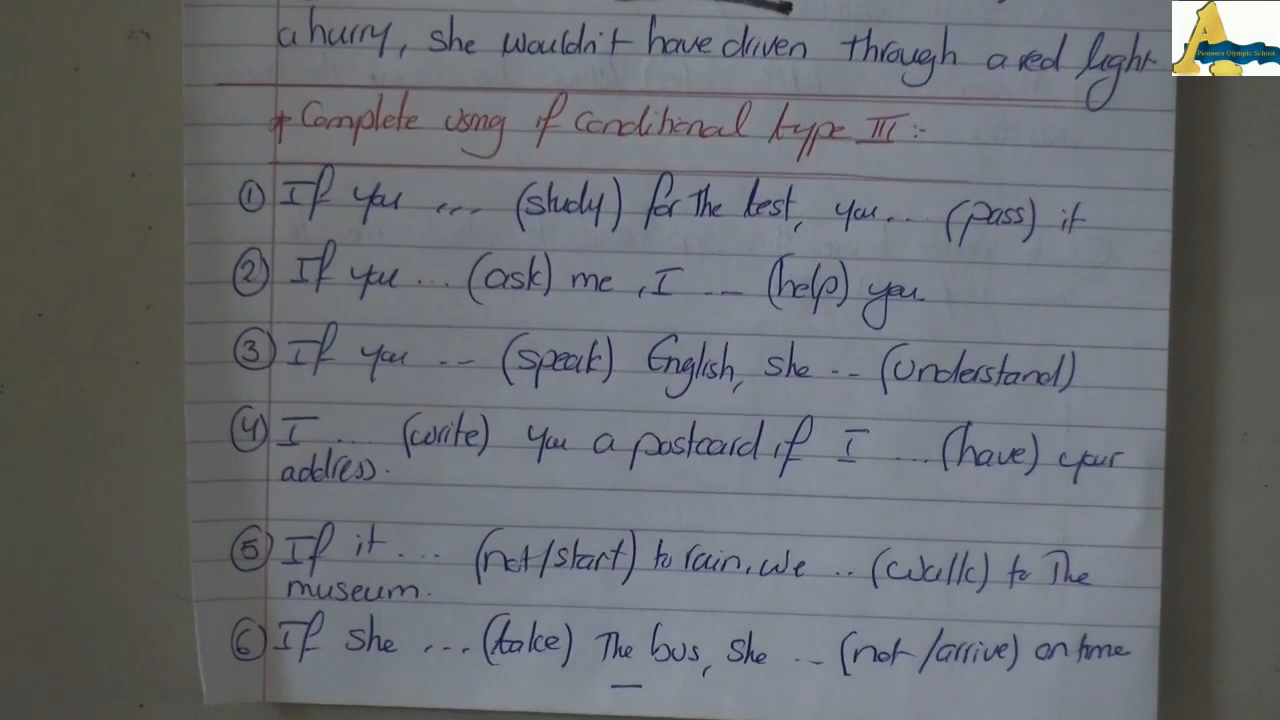 a hurry, she wouldn't have driven through a red light
* Complete using if conditional type III :-
① If you .... (study) for the test, you... (pass) it
② If you ... (ask) me , I ... (help) you.
③ If you ... (speak) English, she .. (Understand)
④ I .... (write) you a postcard if I .... (have) your
address.
⑤ If it .... (not/start) to rain, we .. (walk) to The
museum.
⑥ If she .... (take) The bus, she ... (not/arrive) on time
Pioneers Olympic School